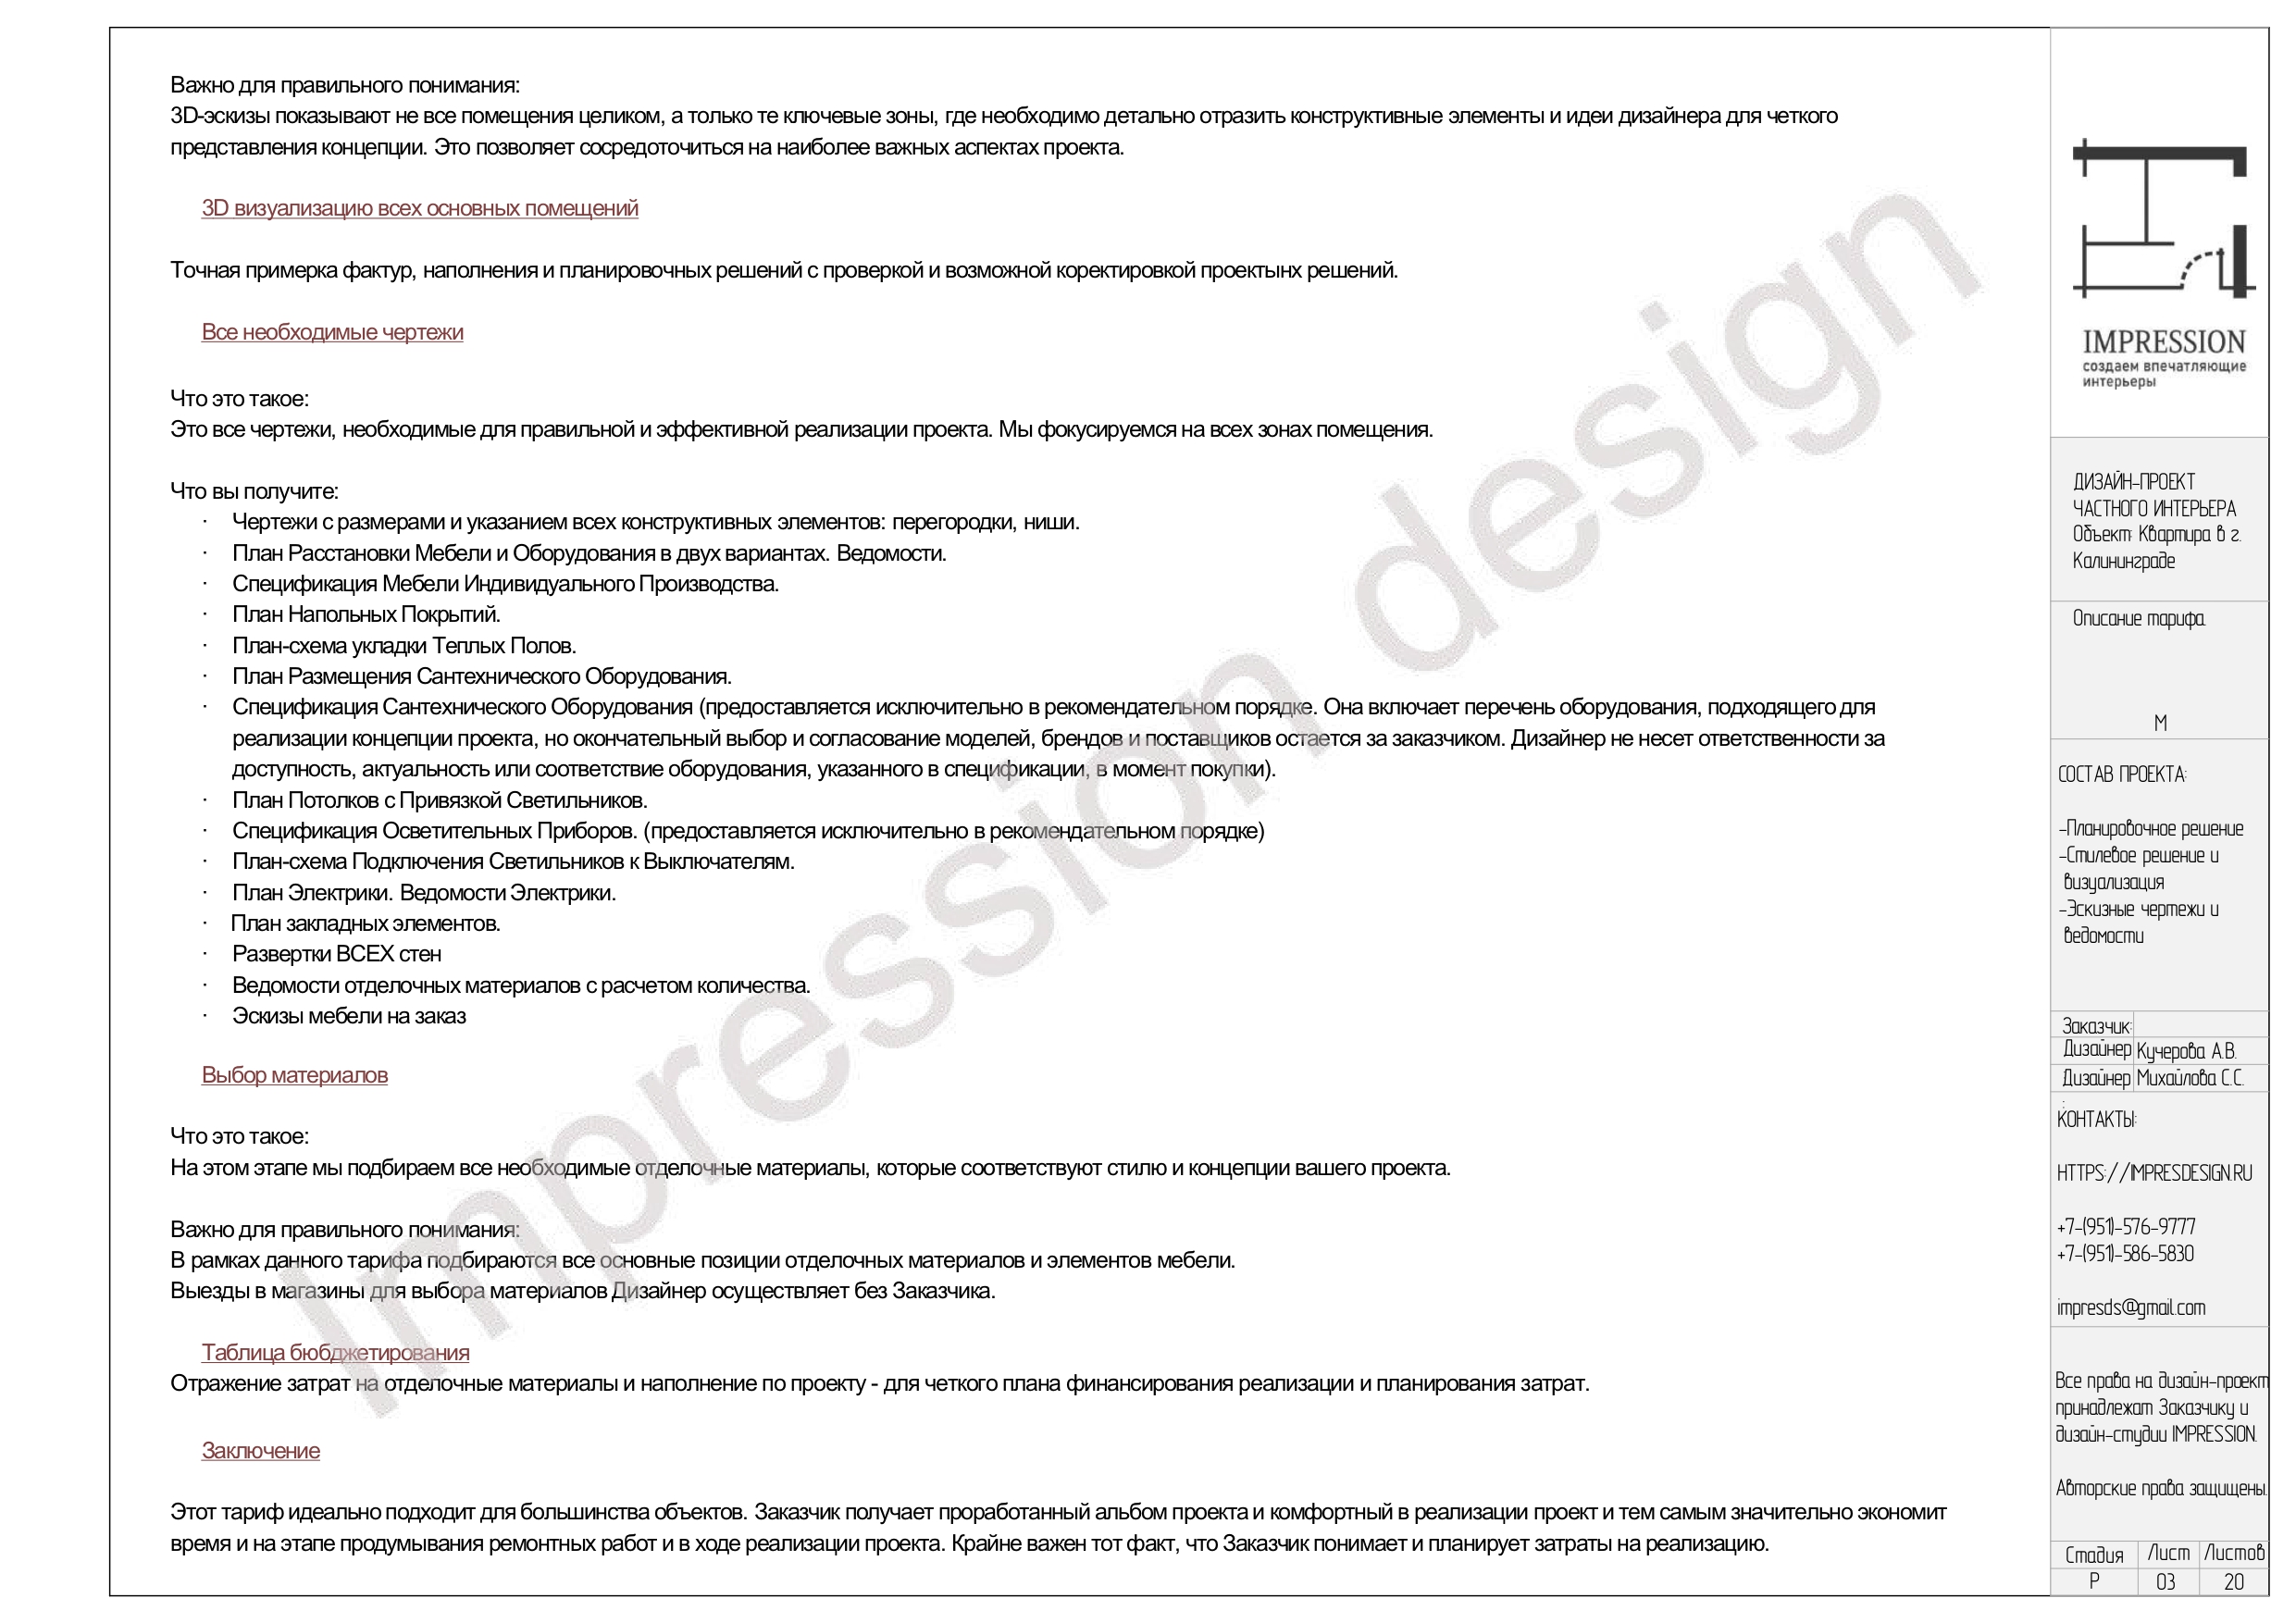 Важно для правильного понимания:
3D-эскизы показывают не все помещения целиком, а только те ключевые зоны, где необходимо детально отразить конструктивные элементы и идеи дизайнера для четкого
представления концепции. Это позволяет сосредоточиться на наиболее важных аспектах проекта.
3D визуализацию всех основных помещений
Точная примерка фактур, наполнения и планировочных решений с проверкой и возможной коректировкой проектынх решений.
Все необходимые чертежи
Что это такое:
Это все чертежи, необходимые для правильной и эффективной реализации проекта. Мы фокусируемся на всех зонах помещения.
Что вы получите:
· Чертежи с размерами и указанием всех конструктивных элементов: перегородки, ниши.
· План Расстановки Мебели и Оборудования в двух вариантах. Ведомости.
· Спецификация Мебели Индивидуального Производства.
· План Напольных Покрытий.
· План-схема укладки Теплых Полов.
· План Размещения Сантехнического Оборудования.
· Спецификация Сантехнического Оборудования (предоставляется исключительно в рекомендательном порядке. Она включает перечень оборудования, подходящего для
реализации концепции проекта, но окончательный выбор и согласование моделей, брендов и поставщиков остается за заказчиком. Дизайнер не несет ответственности за
доступность, актуальность или соответствие оборудования, указанного в спецификации, в момент покупки).
· План Потолков с Привязкой Светильников.
· Спецификация Осветительных Приборов. (предоставляется исключительно в рекомендательном порядке)
· План-схема Подключения Светильников к Выключателям.
· План Электрики. Ведомости Электрики.
· План закладных элементов.
· Развертки ВСЕХ стен
· Ведомости отделочных материалов с расчетом количества.
· Эскизы мебели на заказ
Выбор материалов
Что это такое:
На этом этапе мы подбираем все необходимые отделочные материалы, которые соответствуют стилю и концепции вашего проекта.
Важно для правильного понимания:
В рамках данного тарифа подбираются все основные позиции отделочных материалов и элементов мебели.
Выезды в магазины для выбора материалов Дизайнер осуществляет без Заказчика.
Таблица бюбджетирования
Отражение затрат на отделочные материалы и наполнение по проекту - для четкого плана финансирования реализации и планирования затрат.
Заключение
Этот тариф идеально подходит для большинства объектов. Заказчик получает проработанный альбом проекта и комфортный в реализации проект и тем самым значительно экономит
время и на этапе продумывания ремонтных работ и в ходе реализации проекта. Крайне важен тот факт, что Заказчик понимает и планирует затраты на реализацию.
Impression design
IMPRESSION
создаем впечатляющие
интерьеры
ДИЗАЙН-ПРОЕКТ
ЧАСТНОГО ИНТЕРЬЕРА
Объект: Квартира в г.
Калининграде
Описание тарифа
М
СОСТАВ ПРОЕКТА:
-Планировочное решение
-Стилевое решение и
визуализация
-Эскизные чертежи и
ведомости
Заказчик:
Дизайнер Кучерова А.В.
Дизайнер Михайлова С.С.
:
КОНТАКТЫ:
HTTPS://IMPRESDESIGN.RU
+7-(951)-576-9777
+7-(951)-586-5830
impresds@gmail.com
Все права на дизайн-проект
принадлежат Заказчику и
дизайн-студии IMPRESSION.
Авторские права защищены.
Стадия Лист Листов
Р 03 20